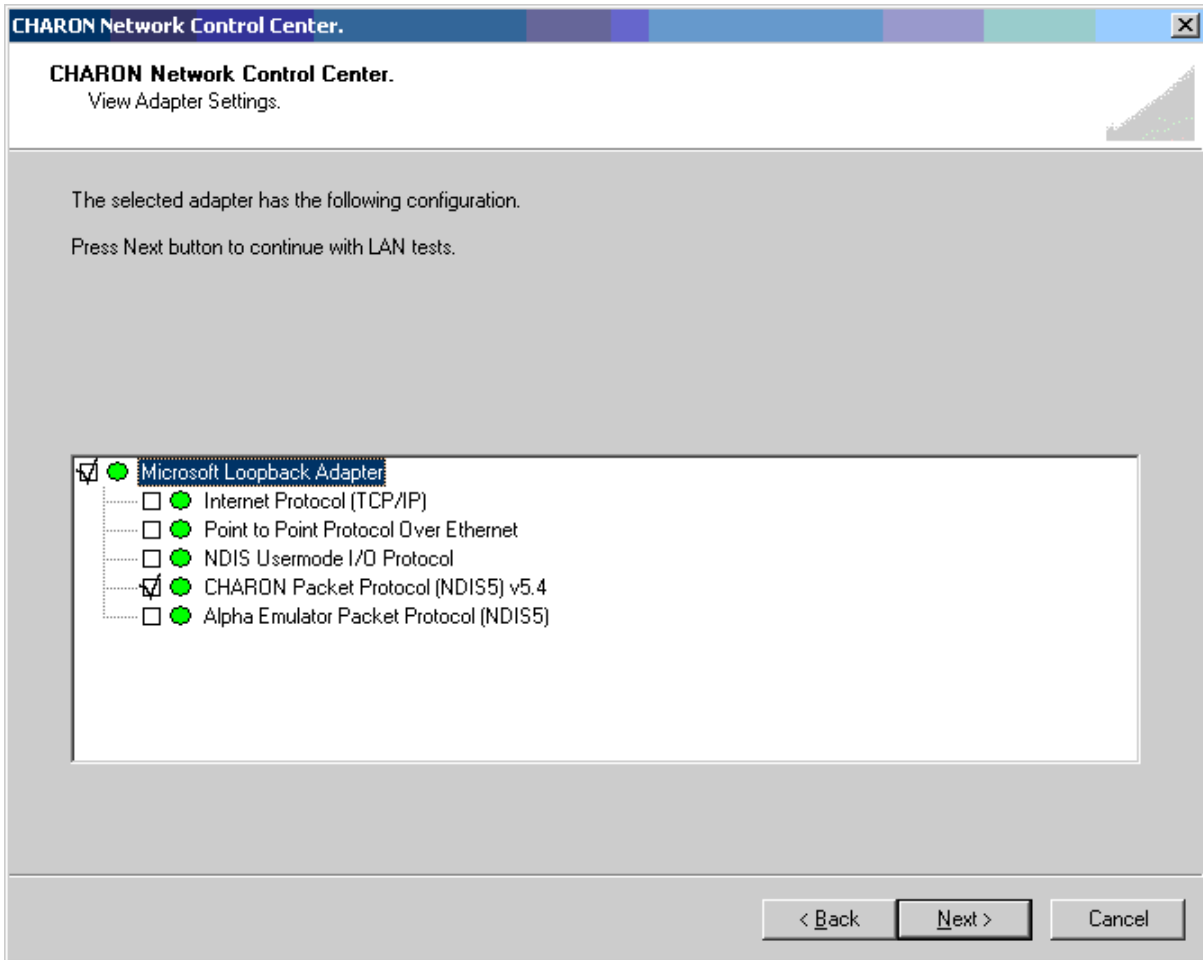 CHARON Network Control Center.
CHARON Network Control Center.
View Adapter Settings.
The selected adapter has the following configuration.
Press Next button to continue with LAN tests.
Microsoft Loopback Adapter
Internet Protocol (TCP/IP)
Point to Point Protocol Over Ethernet
NDIS Usermode I/O Protocol
CHARON Packet Protocol (NDIS5) v5.4
Alpha Emulator Packet Protocol (NDIS5)
< Back Next > Cancel